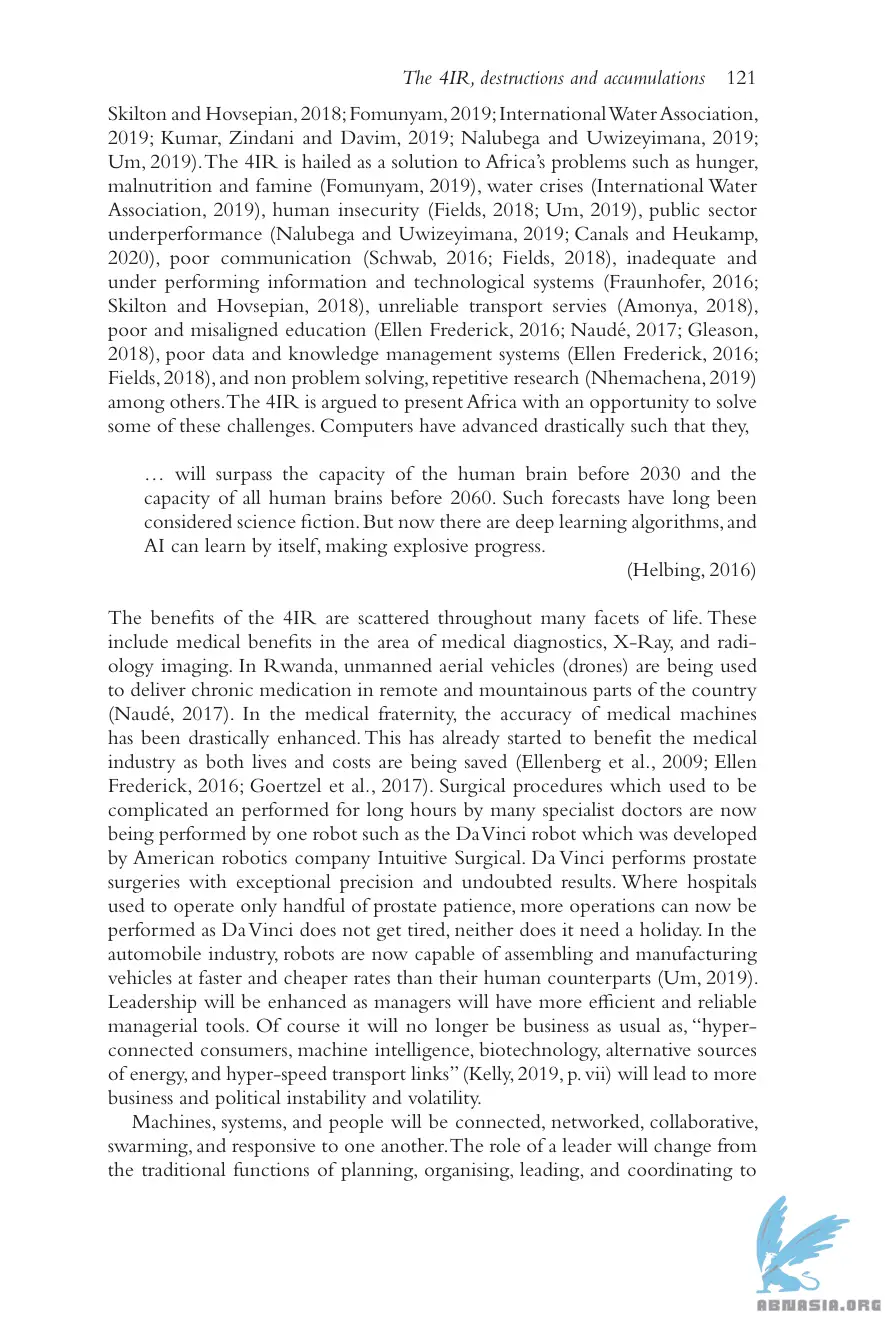 The 4IR, destructions and accumulations 121
Skilton and Hovsepian, 2018; Fomunyam, 2019; International Water Association,
2019; Kumar, Zindani and Davim, 2019; Nalubega and Uwizeyimana, 2019;
Um, 2019). The 4IR is hailed as a solution to Africa’s problems such as hunger,
malnutrition and famine (Fomunyam, 2019), water crises (International Water
Association, 2019), human insecurity (Fields, 2018; Um, 2019), public sector
underperformance (Nalubega and Uwizeyimana, 2019; Canals and Heukamp,
2020), poor communication (Schwab, 2016; Fields, 2018), inadequate and
under performing information and technological systems (Fraunhofer, 2016;
Skilton and Hovsepian, 2018), unreliable transport servies (Amonya, 2018),
poor and misaligned education (Ellen Frederick, 2016; Naudé, 2017; Gleason,
2018), poor data and knowledge management systems (Ellen Frederick, 2016;
Fields, 2018), and non problem solving, repetitive research (Nhemachena, 2019)
among others. The 4IR is argued to present Africa with an opportunity to solve
some of these challenges. Computers have advanced drastically such that they,
… will surpass the capacity of the human brain before 2030 and the
capacity of all human brains before 2060. Such forecasts have long been
considered science fiction. But now there are deep learning algorithms, and
AI can learn by itself, making explosive progress.
(Helbing, 2016)
The benefits of the 4IR are scattered throughout many facets of life. These
include medical benefits in the area of medical diagnostics, X-Ray, and radi-
ology imaging. In Rwanda, unmanned aerial vehicles (drones) are being used
to deliver chronic medication in remote and mountainous parts of the country
(Naudé, 2017). In the medical fraternity, the accuracy of medical machines
has been drastically enhanced. This has already started to benefit the medical
industry as both lives and costs are being saved (Ellenberg et al., 2009; Ellen
Frederick, 2016; Goertzel et al., 2017). Surgical procedures which used to be
complicated an performed for long hours by many specialist doctors are now
being performed by one robot such as the Da Vinci robot which was developed
by American robotics company Intuitive Surgical. Da Vinci performs prostate
surgeries with exceptional precision and undoubted results. Where hospitals
used to operate only handful of prostate patience, more operations can now be
performed as Da Vinci does not get tired, neither does it need a holiday. In the
automobile industry, robots are now capable of assembling and manufacturing
vehicles at faster and cheaper rates than their human counterparts (Um, 2019).
Leadership will be enhanced as managers will have more efficient and reliable
managerial tools. Of course it will no longer be business as usual as, “hyper-
connected consumers, machine intelligence, biotechnology, alternative sources
of energy, and hyper-speed transport links” (Kelly, 2019, p. vii) will lead to more
business and political instability and volatility.
Machines, systems, and people will be connected, networked, collaborative,
swarming, and responsive to one another. The role of a leader will change from
the traditional functions of planning, organising, leading, and coordinating to
ABNASIA.ORG